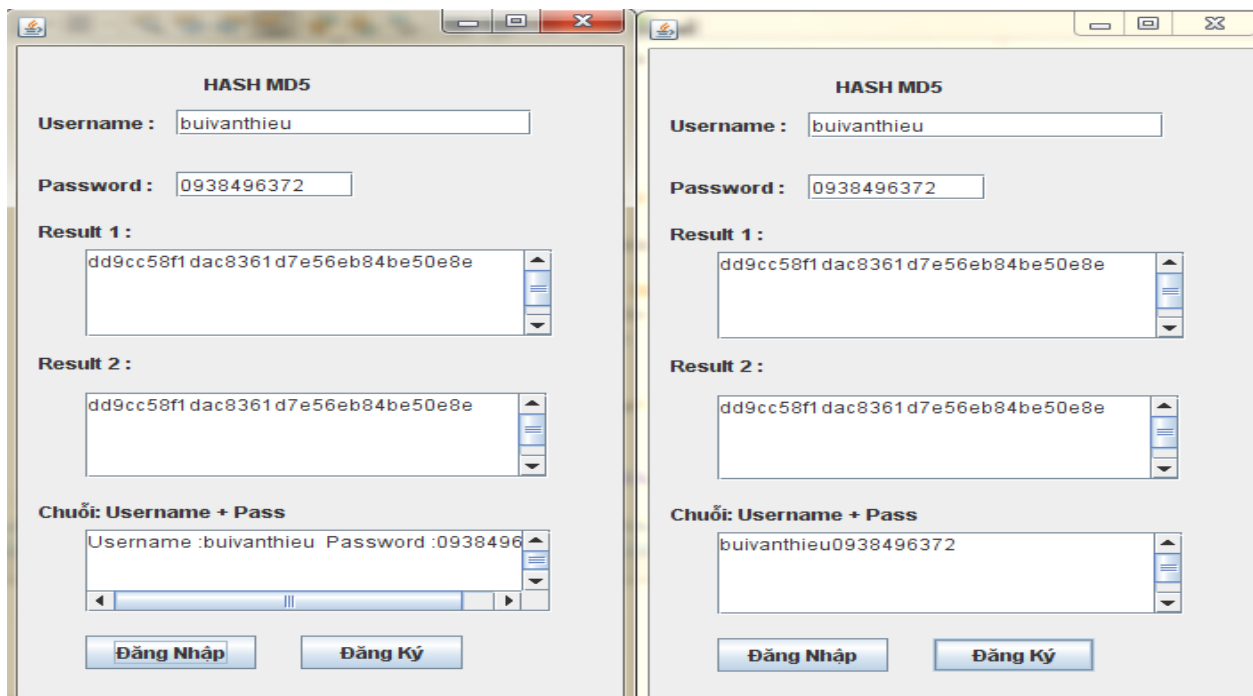 HASH MD5
Username : buivanthieu
Password : 0938496372
Result 1 :
dd9cc58f1dac8361d7e56eb84be50e8e
Result 2 :
dd9cc58f1dac8361d7e56eb84be50e8e
Chuỗi: Username + Pass
Username :buivanthieu Password :0938496
Đăng Nhập Đăng Ký
HASH MD5
Username : buivanthieu
Password : 0938496372
Result 1 :
dd9cc58f1dac8361d7e56eb84be50e8e
Result 2 :
dd9cc58f1dac8361d7e56eb84be50e8e
Chuỗi: Username + Pass
buivanthieu0938496372
Đăng Nhập Đăng Ký